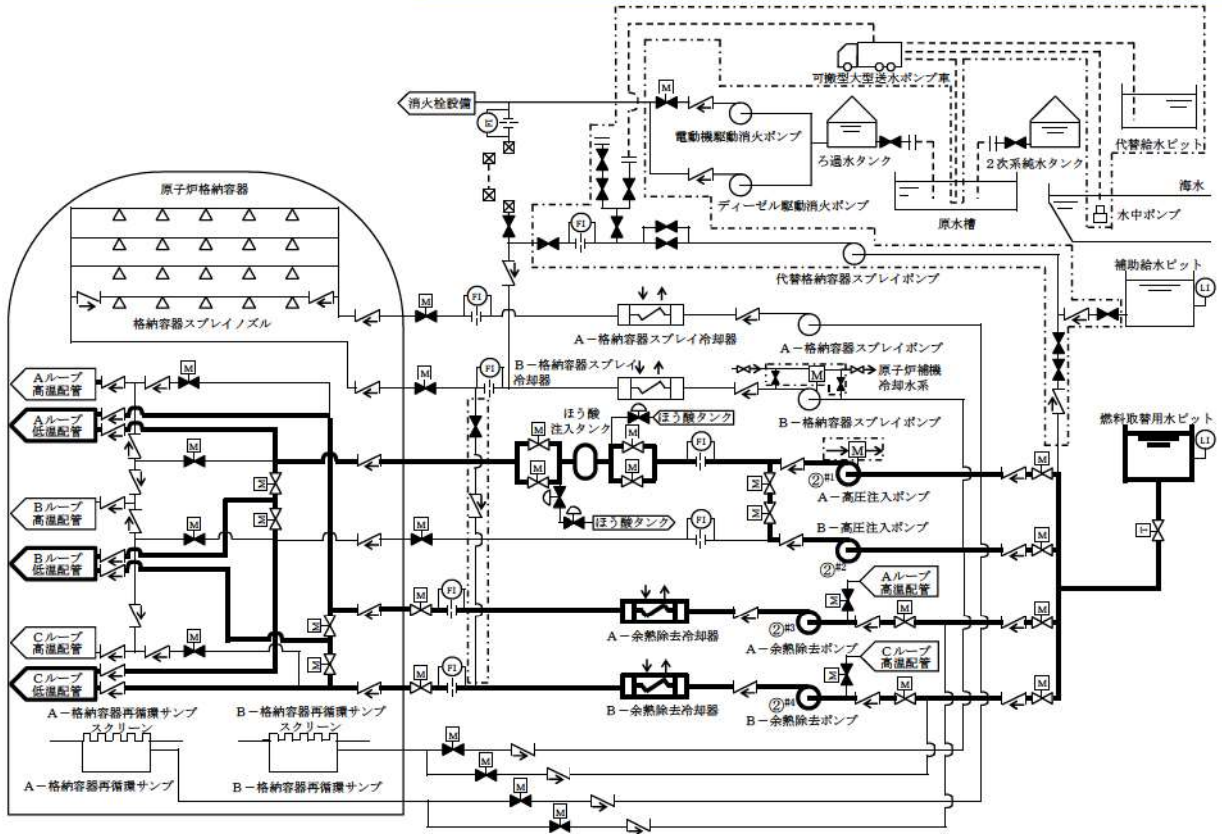 可搬型大型送水ポンプ車
消火栓設備
M
FI
電動機駆動消火ポンプ
ろ過水タンク
2次系純水タンク
代替給水ピット
ディーゼル駆動消火ポンプ
原水槽
海水
水中ポンプ
原子炉格納容器
FI
代替格納容器スプレイポンプ
補助給水ピット
LI
格納容器スプレイノズル
M
FI
A-格納容器スプレイ冷却器
A-格納容器スプレイポンプ
B-格納容器スプレイ
冷却器
FI
M
M
原子炉補機
冷却水系
B-格納容器スプレイポンプ
Aループ
高温配管
M
Aループ
低温配管
ほう酸
注入タンク
ほう酸タンク
燃料取替用水ピット
LI
M
M
M
M
M
FI
M
②#1
A-高圧注入ポンプ
M
M
M
ほう酸タンク
M
M
T
Bループ
高温配管
M
M
M
FI
B-高圧注入ポンプ
M
②#2
Bループ
低温配管
M
FI
Aループ
高温配管
M
M
M
A-余熱除去冷却器
②#3
A-余熱除去ポンプ
M
Cループ
高温配管
M
M
FI
Cループ
高温配管
M
M
M
Cループ
低温配管
M
B-余熱除去冷却器
②#4
B-余熱除去ポンプ
A-格納容器再循環サンプ
スクリーン
B-格納容器再循環サンプ
スクリーン
M
M
A-格納容器再循環サンプ
B-格納容器再循環サンプ
M
M